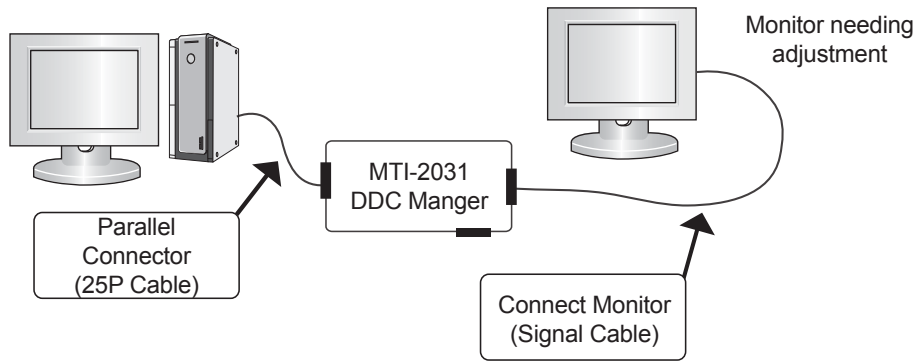 Monitor needing
adjustment
MTI-2031
DDC Manger
Parallel
Connector
(25P Cable)
Connect Monitor
(Signal Cable)